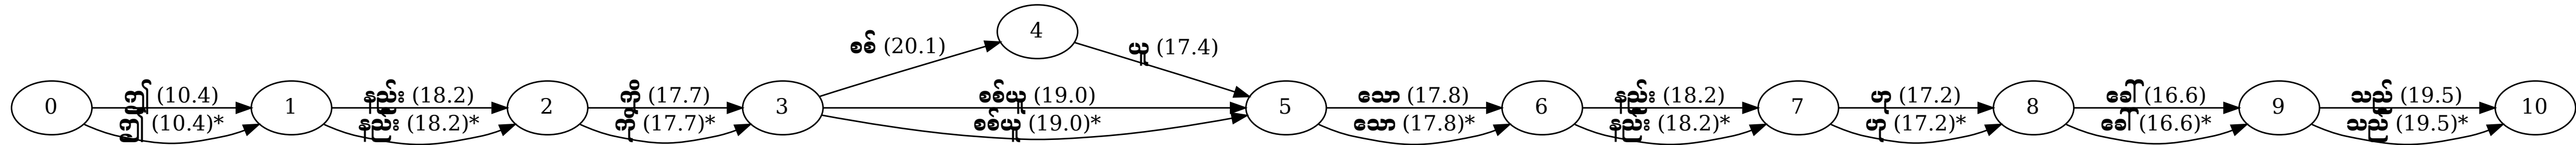 4
စစ် (20.1) ယူ (17.4)
0 ဤ (10.4) 1 နည်း (18.2) 2 ကို (17.7) 3 စစ်ယူ (19.0) 5 သော (17.8) 6 နည်း (18.2) 7 ဟု (17.2) 8 ခေါ် (16.6) 9 သည် (19.5) 10
ဤ (10.4)* နည်း (18.2)* ကို (17.7)* စစ်ယူ (19.0)* သော (17.8)* နည်း (18.2)* ဟု (17.2)* ခေါ် (16.6)* သည် (19.5)*